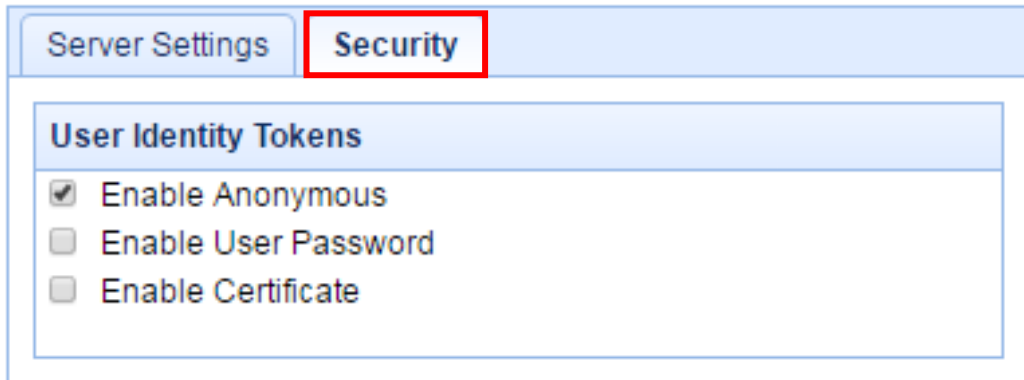 Server Settings Security
User Identity Tokens
Enable Anonymous
Enable User Password
Enable Certificate